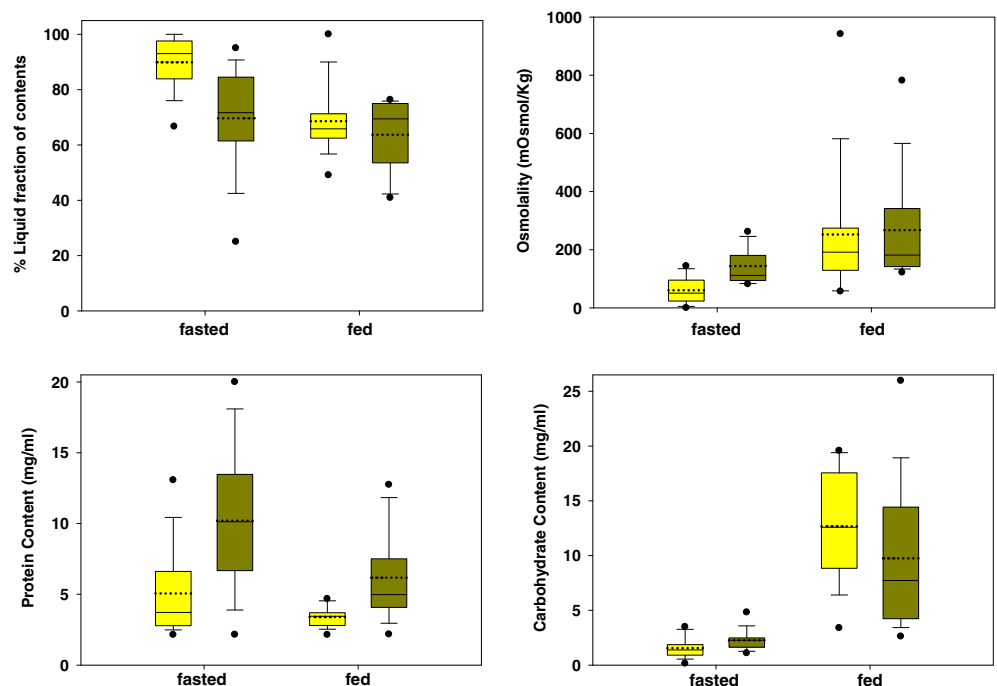 % Liquid fraction of contents
100
80
60
40
20
0
fasted
fed
Osmolality (mOsmol/Kg)
1000
800
600
400
200
0
fasted
fed
Protein Content (mg/ml)
20
15
10
5
0
fasted
fed
Carbohydrate Content (mg/ml)
25
20
15
10
5
0
fasted
fed